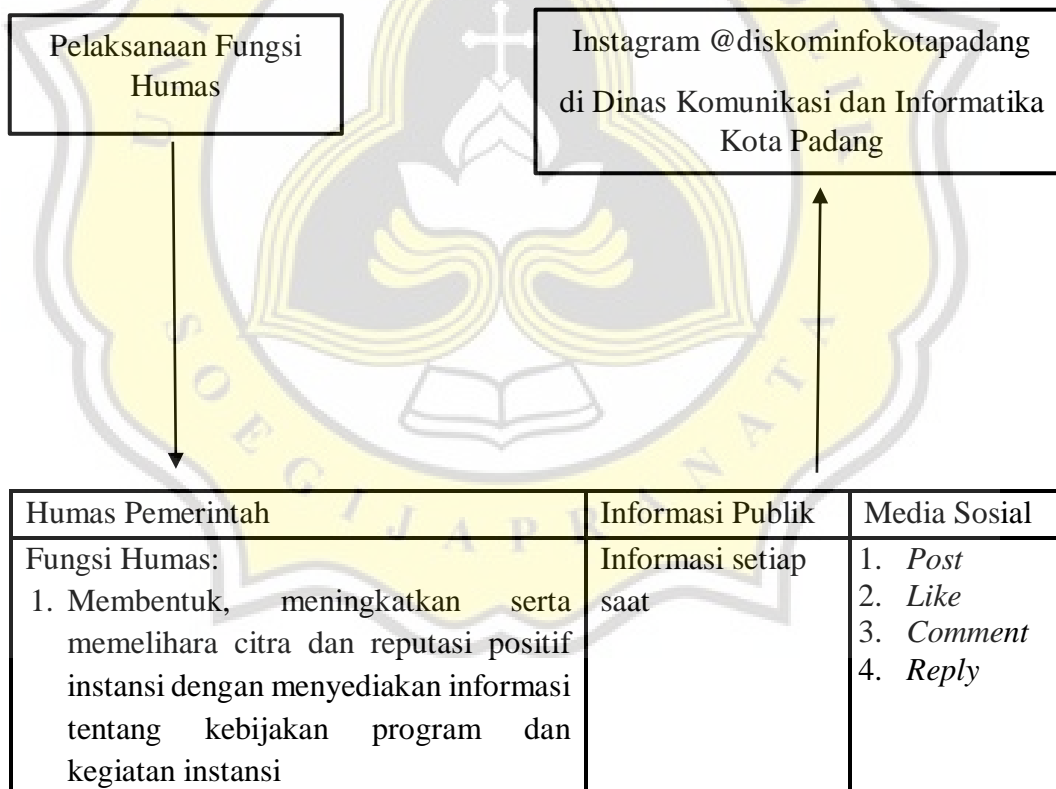 Pelaksanaan Fungsi
Humas
Instagram @diskominfokotapadang
di Dinas Komunikasi dan Informatika
Kota Padang
Humas Pemerintah
Informasi Publik
Media Sosial
Fungsi Humas:
1. Membentuk, meningkatkan serta
memelihara citra dan reputasi positif
instansi dengan menyediakan informasi
tentang kebijakan program dan
kegiatan instansi
Informasi setiap
saat
1. Post
2. Like
3. Comment
4. Reply
SOEGIJAPRANATA